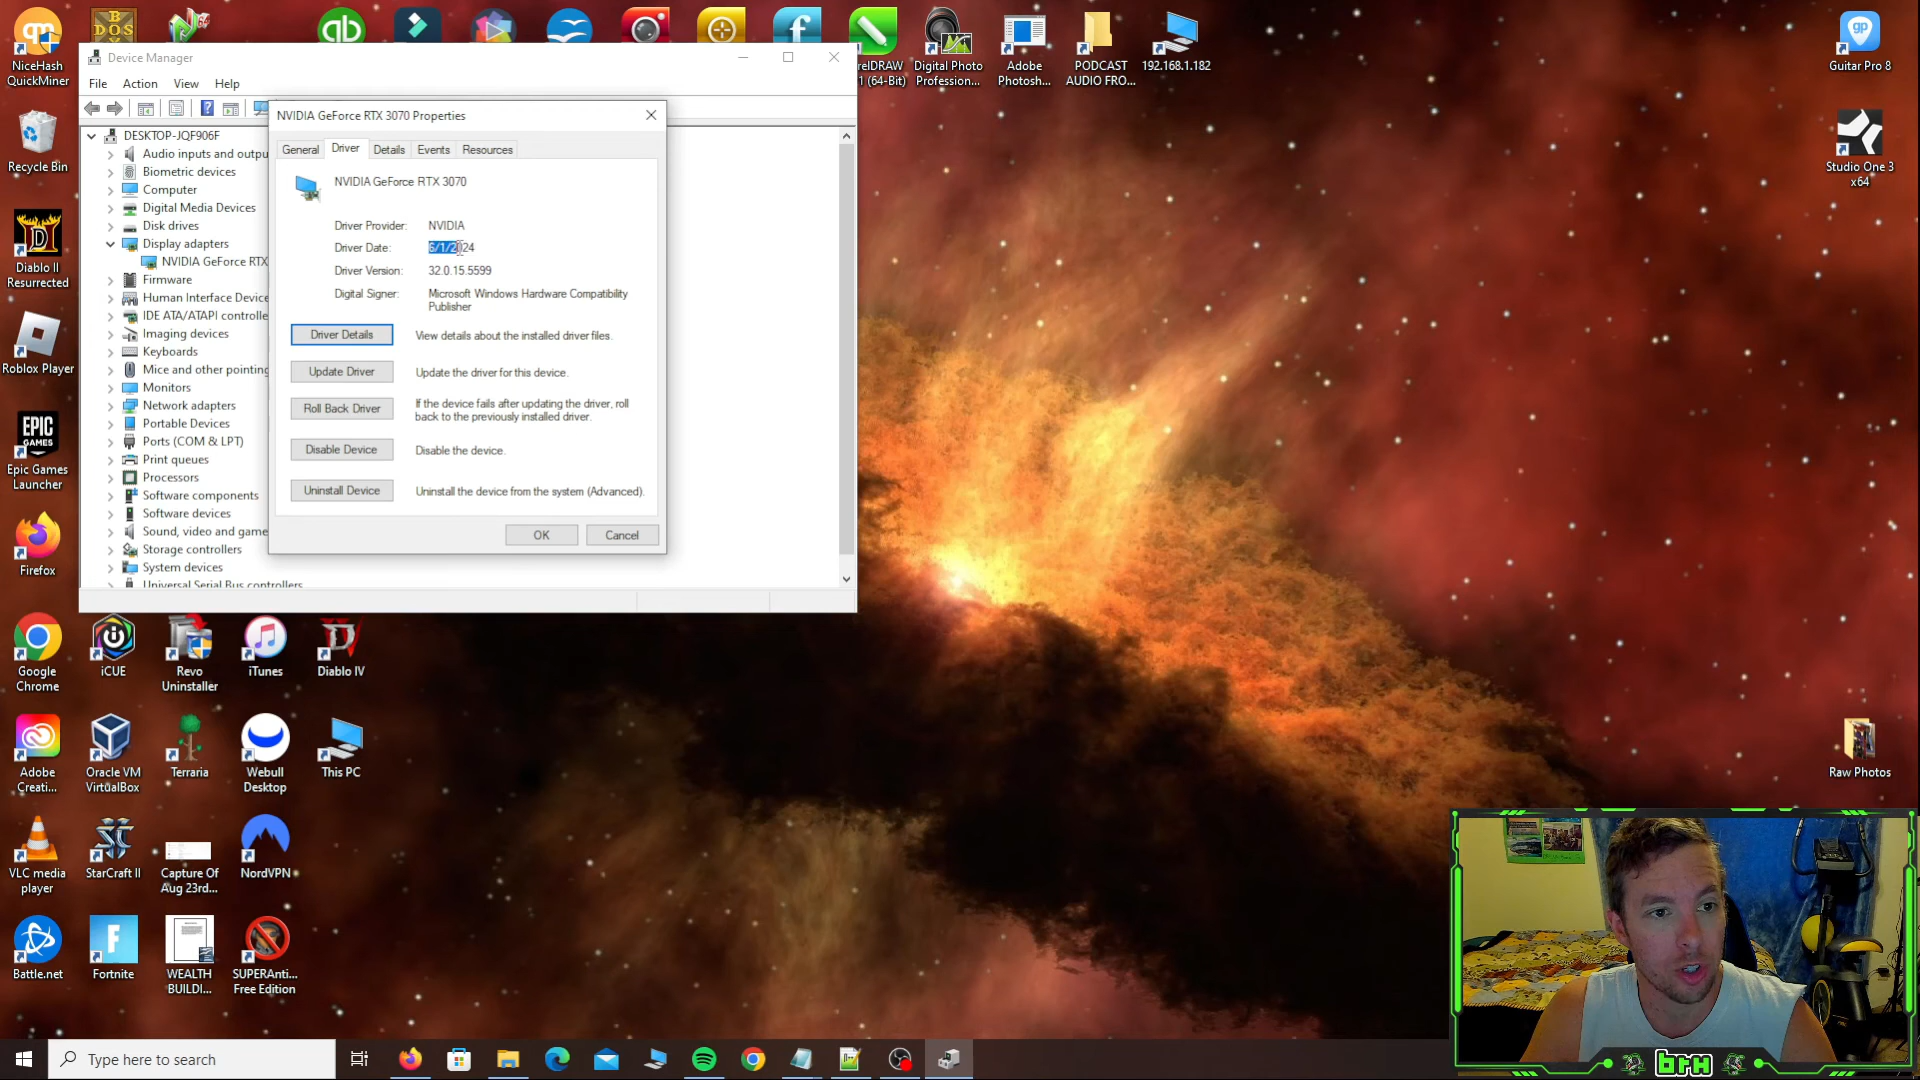 NiceHash
QuickMiner
Recycle Bin
Diablo II
Resurrected
Roblox Player
EPIC
GAMES
Epic Games
Launcher
Firefox
Device Manager
File Action View Help
DESKTOP-JQF906F
Audio inputs and outpu
Biometric devices
Computer
Digital Media Devices
Disk drives
Display adapters
NVIDIA GeForce RTX
Firmware
Human Interface Device
IDE ATA/ATAPI controlle
Imaging devices
Keyboards
Mice and other pointing
Monitors
Network adapters
Portable Devices
Ports (COM & LPT)
Print queues
Processors
Software components
Software devices
Sound, video and game
Storage controllers
System devices
Universal Serial Bus controllers
NVIDIA GeForce RTX 3070 Properties
General Driver Details Events Resources
NVIDIA GeForce RTX 3070
Driver Provider: NVIDIA
Driver Date: 6/1/2024
Driver Version: 32.0.15.5599
Digital Signer: Microsoft Windows Hardware Compatibility
Publisher
Driver Details View details about the installed driver files.
Update Driver Update the driver for this device.
Roll Back Driver If the device fails after updating the driver, roll
back to the previously installed driver.
Disable Device Disable the device.
Uninstall Device Uninstall the device from the system (Advanced).
OK Cancel
relDRAW
1 (64-Bit)
Digital Photo
Profession...
Adobe
Photosh...
PODCAST
AUDIO FRO...
192.168.1.182
gp
Guitar Pro 8
Studio One 3
x64
Raw Photos
Google
Chrome
iCUE
Revo
Uninstaller
iTunes
Diablo IV
Adobe
Creati...
Oracle VM
VirtualBox
Terraria
Webull
Desktop
This PC
VLC media
player
StarCraft II
Capture Of
Aug 23rd...
NordVPN
Battle.net
Fortnite
WEALTH
BUILDI...
SUPERAnti...
Free Edition
Type here to search
brh